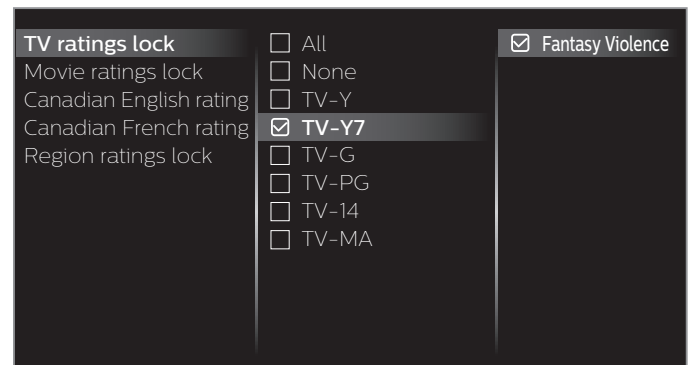 TV ratings lock
Movie ratings lock
Canadian English rating
Canadian French rating
Region ratings lock
All
None
TV-Y
TV-Y7
TV-G
TV-PG
TV-14
TV-MA
Fantasy Violence